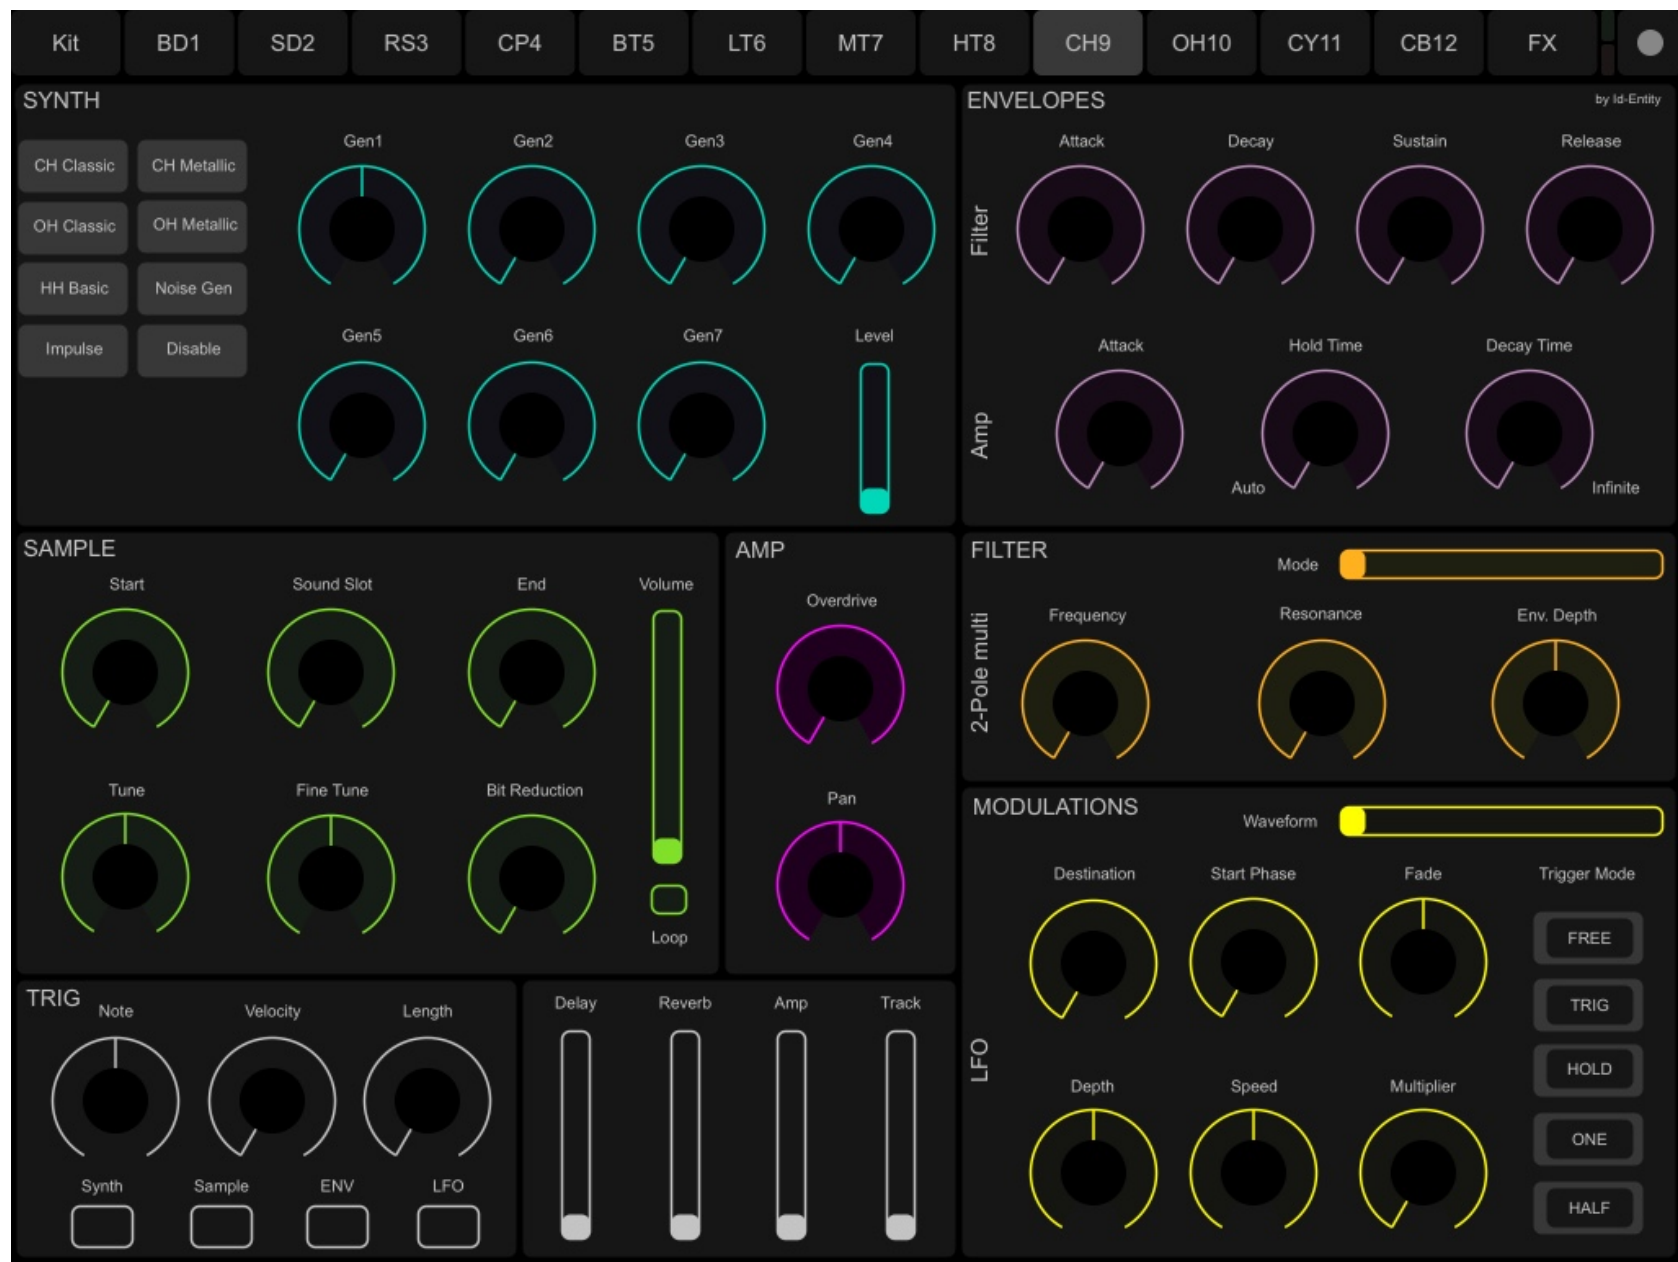 Kit BD1 SD2 RS3 CP4 BT5 LT6 MT7 HT8 CH9 OH10 CY11 CB12 FX
SYNTH
CH Classic CH Metallic
OH Classic OH Metallic
HH Basic Noise Gen
Impulse Disable
Gen1 Gen2 Gen3 Gen4
Gen5 Gen6 Gen7 Level
ENVELOPES
by Id-Entity
Filter
Attack Decay Sustain Release
Amp
Attack Hold Time Decay Time
Auto Infinite
SAMPLE
Start Sound Slot End Volume
Tune Fine Tune Bit Reduction
Loop
AMP
Overdrive
Pan
FILTER
Mode
2-Pole multi
Frequency Resonance Env. Depth
MODULATIONS
Waveform
LFO
Destination Start Phase Fade Trigger Mode
Depth Speed Multiplier
FREE
TRIG
HOLD
ONE
HALF
TRIG
Note Velocity Length
Synth Sample ENV LFO
Delay Reverb Amp Track